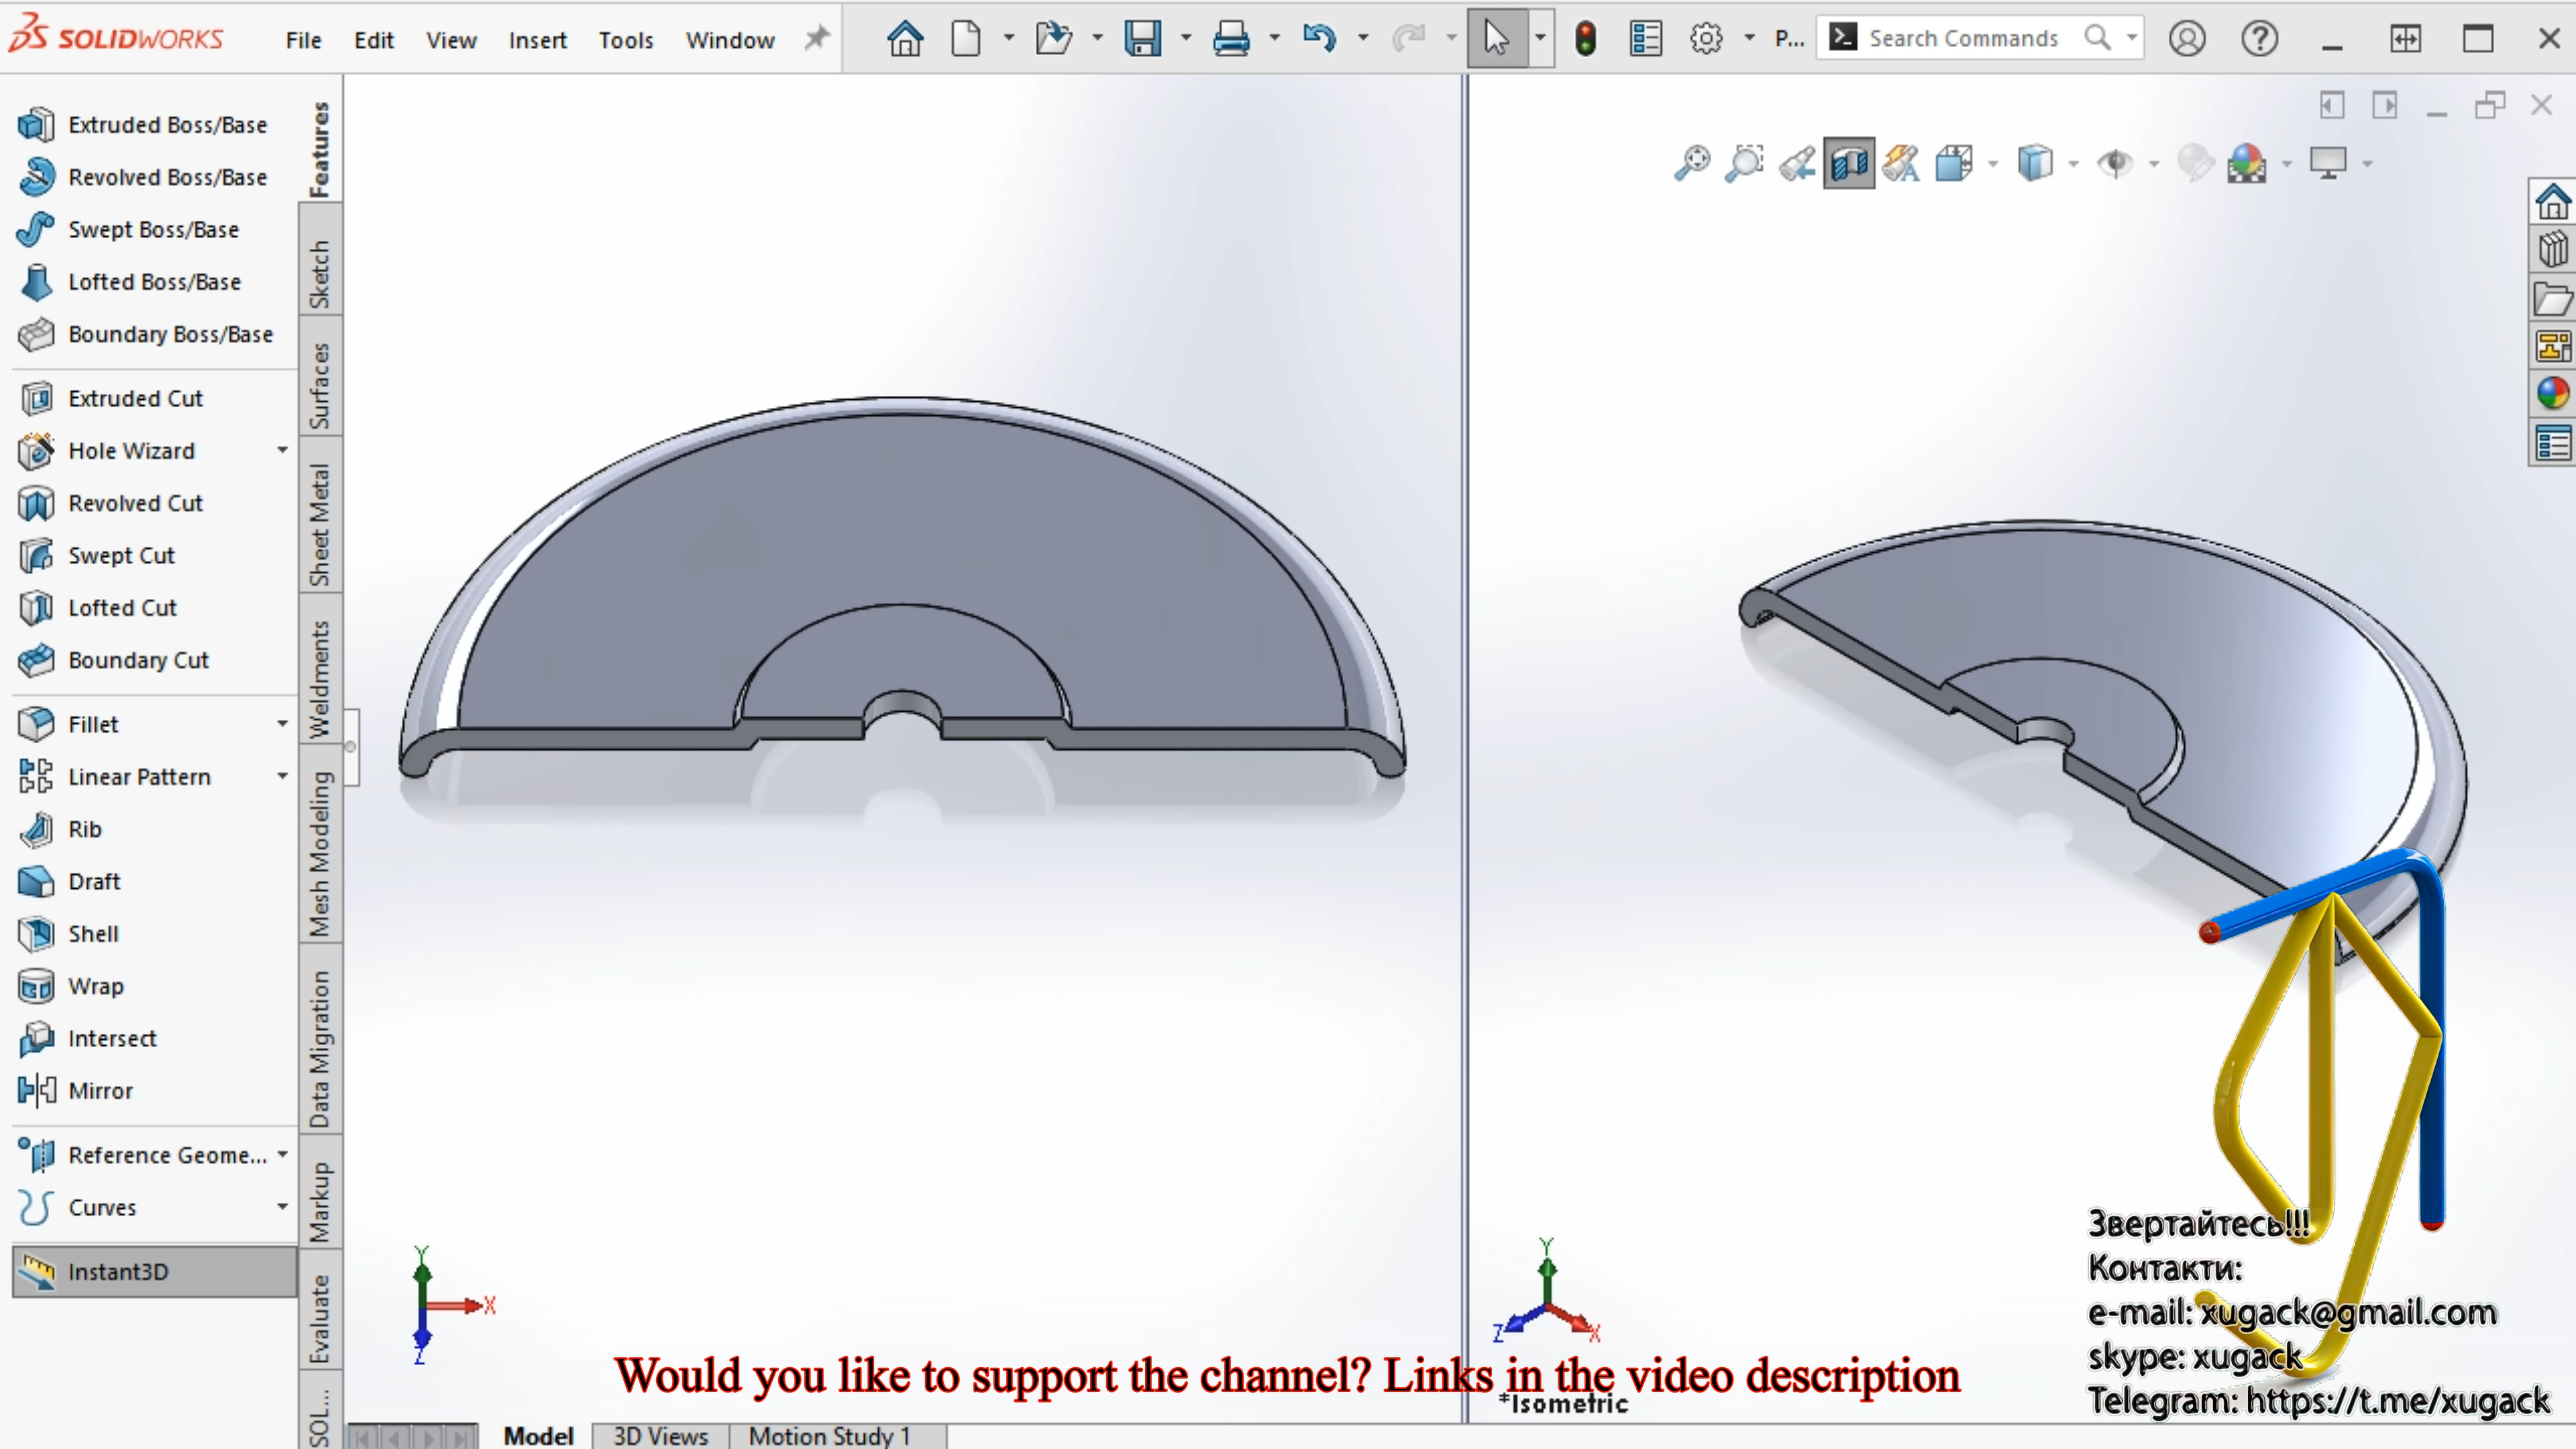 SOLIDWORKS
File Edit View Insert Tools Window
P...
Search Commands
Extruded Boss/Base
Revolved Boss/Base
Swept Boss/Base
Lofted Boss/Base
Boundary Boss/Base
Extruded Cut
Hole Wizard
Revolved Cut
Swept Cut
Lofted Cut
Boundary Cut
Fillet
Linear Pattern
Rib
Draft
Shell
Wrap
Intersect
Mirror
Reference Geome...
Curves
Instant3D
Features
Sketch
Surfaces
Sheet Metal
Weldments
Mesh Modeling
Data Migration
Markup
Evaluate
SOL...
Y
X
Z
Y
Z
X
*Isometric
Would you like to support the channel? Links in the video description
Звертайтесь!!!
Контакти:
e-mail: xugack@gmail.com
skype: xugack
Telegram: https://t.me/xugack
Model 3D Views Motion Study 1